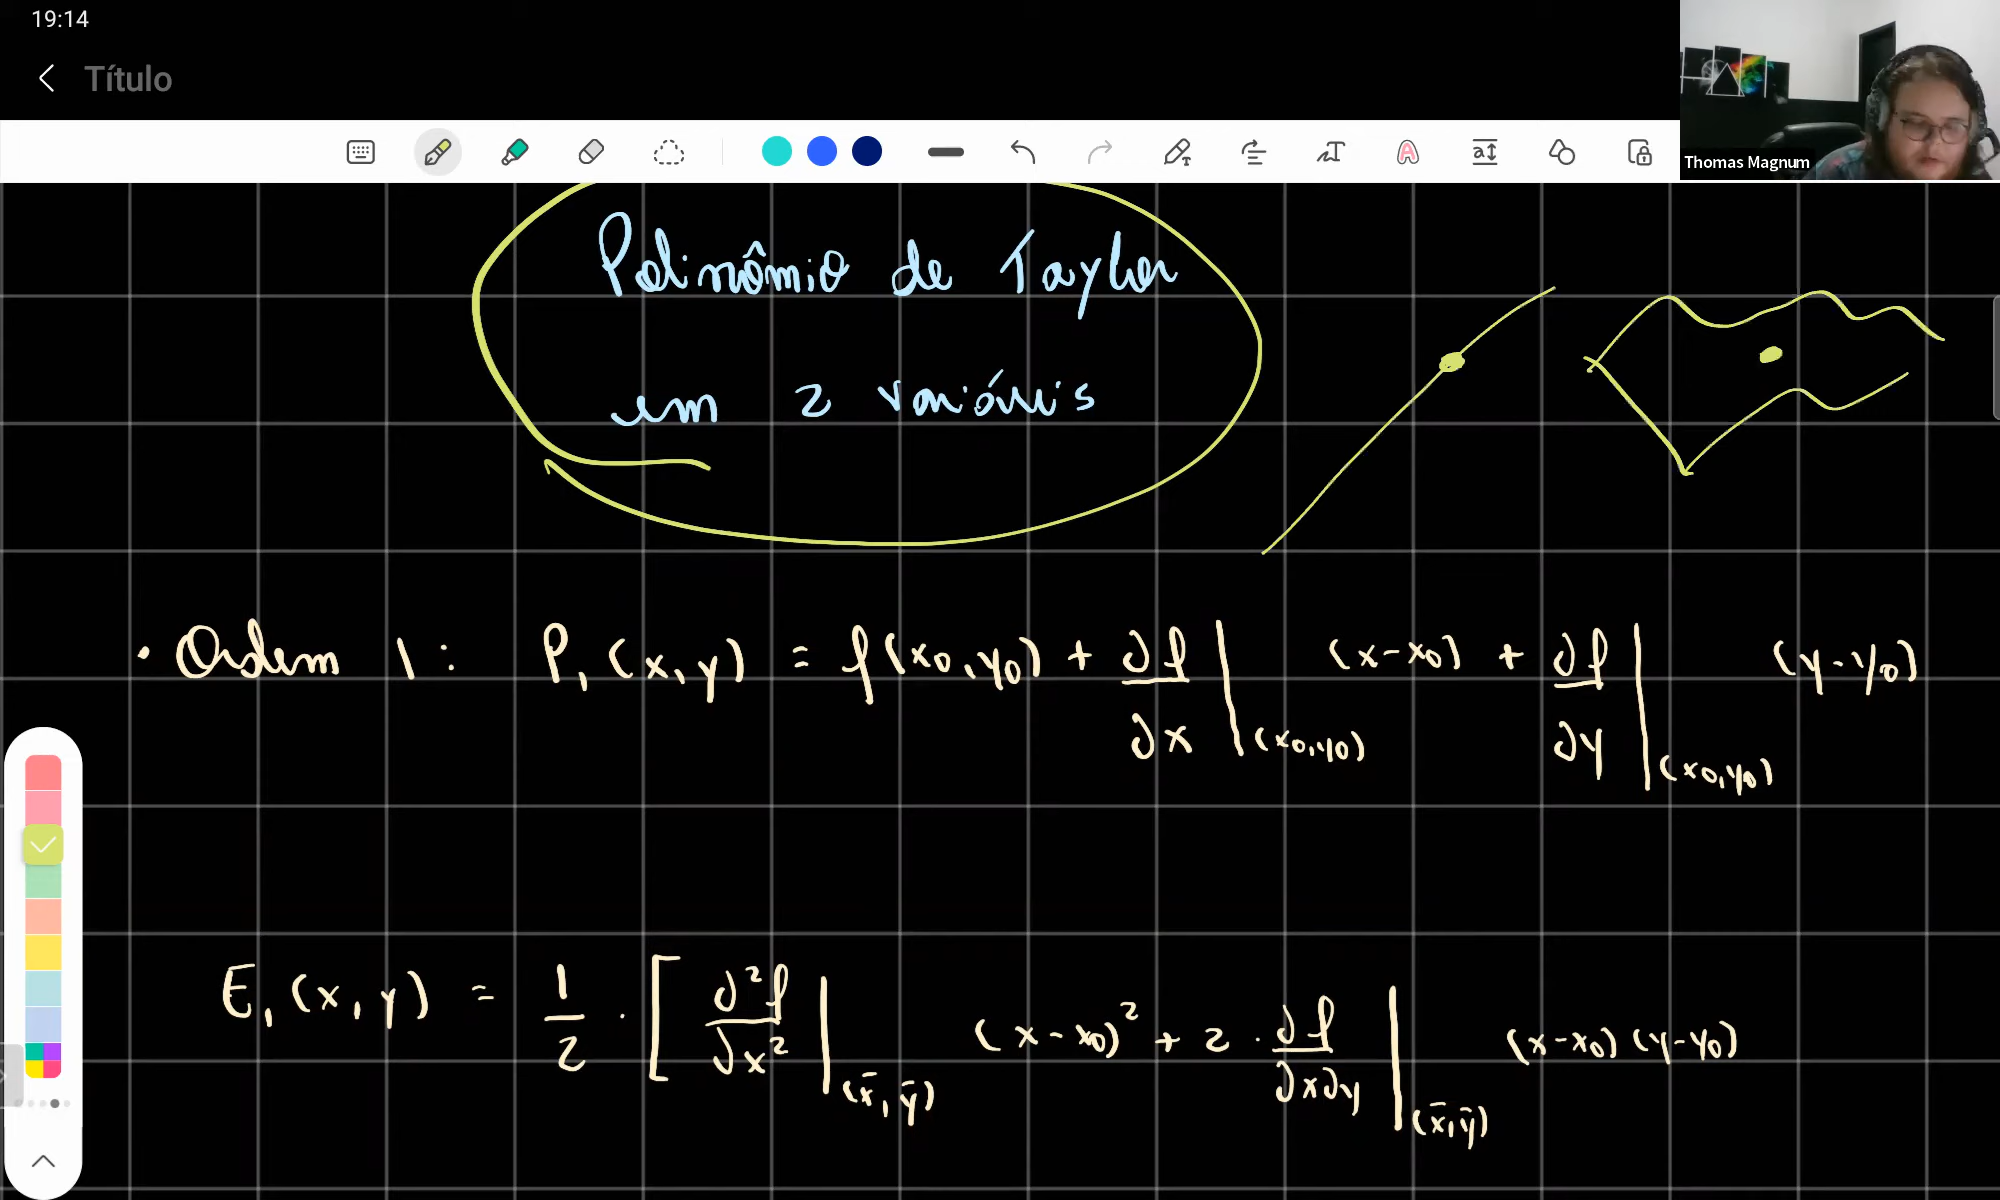 19:14
Título
Thomas Magnum
Polinômio de Taylor
em 2 variáveis
• Ordem 1: P₁(x,y) = f(x₀,y₀) + ∂f/∂x |(x₀,y₀) (x-x₀) + ∂f/∂y |(x₀,y₀) (y-y₀)
E₁(x,y) = 1/2 · [ ∂²f/∂x² |(x̄,ȳ) (x-x₀)² + 2 · ∂f/∂x∂y |(x̄,ȳ) (x-x₀)(y-y₀)